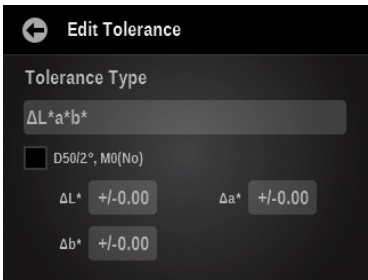 Edit Tolerance
Tolerance Type
ΔL*a*b*
D50/2°, M0(No)
ΔL* +/-0.00 Δa* +/-0.00
Δb* +/-0.00